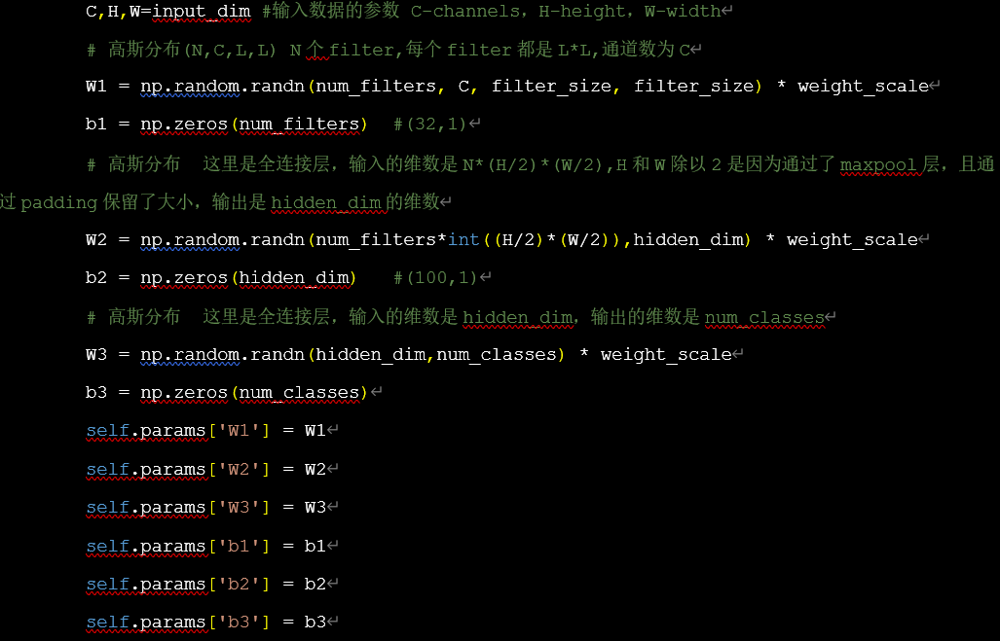 C,H,W=input_dim #输入数据的参数 C-channels，H-height，W-width
# 高斯分布(N,C,L,L) N个filter,每个filter都是L*L,通道数为C
W1 = np.random.randn(num_filters, C, filter_size, filter_size) * weight_scale
b1 = np.zeros(num_filters) #(32,1)
# 高斯分布 这里是全连接层，输入的维数是N*(H/2)*(W/2),H和W除以2是因为通过了maxpool层，且通
过padding保留了大小，输出是hidden_dim的维数
W2 = np.random.randn(num_filters*int((H/2)*(W/2)),hidden_dim) * weight_scale
b2 = np.zeros(hidden_dim) #(100,1)
# 高斯分布 这里是全连接层，输入的维数是hidden_dim，输出的维数是num_classes
W3 = np.random.randn(hidden_dim,num_classes) * weight_scale
b3 = np.zeros(num_classes)
self.params['W1'] = W1
self.params['W2'] = W2
self.params['W3'] = W3
self.params['b1'] = b1
self.params['b2'] = b2
self.params['b3'] = b3